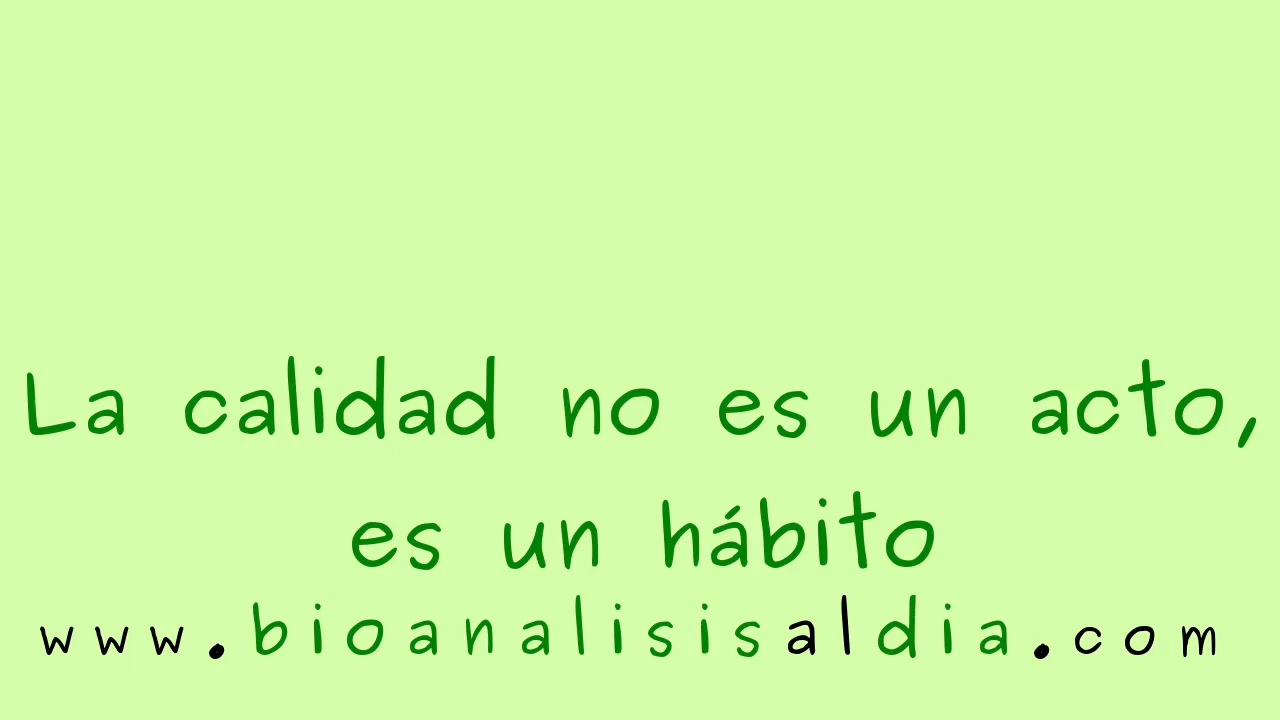 La calidad no es un acto,
es un hábito
www.bioanalisisaldia.com